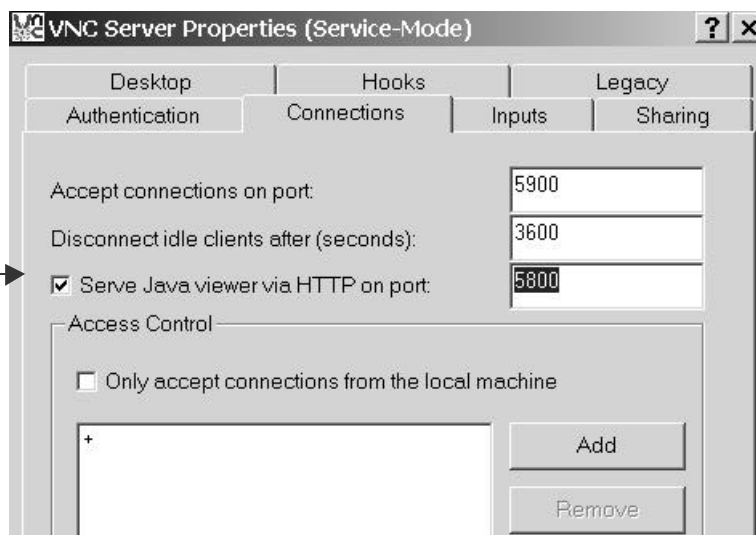 VNC Server Properties (Service-Mode) ? ×
Desktop Hooks Legacy
Authentication Connections Inputs Sharing
Accept connections on port: 5900
Disconnect idle clients after (seconds): 3600
Serve Java viewer via HTTP on port: 5800
Access Control
Only accept connections from the local machine
+
Add
Remove